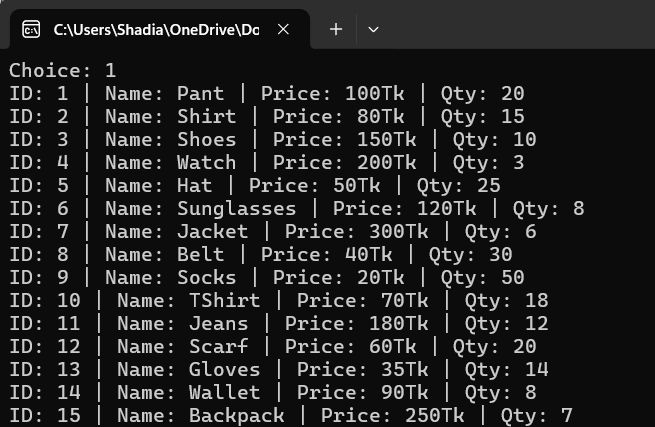 C:\Users\Shadia\OneDrive\Do
Choice: 1
ID: 1 | Name: Pant | Price: 100Tk | Qty: 20
ID: 2 | Name: Shirt | Price: 80Tk | Qty: 15
ID: 3 | Name: Shoes | Price: 150Tk | Qty: 10
ID: 4 | Name: Watch | Price: 200Tk | Qty: 3
ID: 5 | Name: Hat | Price: 50Tk | Qty: 25
ID: 6 | Name: Sunglasses | Price: 120Tk | Qty: 8
ID: 7 | Name: Jacket | Price: 300Tk | Qty: 6
ID: 8 | Name: Belt | Price: 40Tk | Qty: 30
ID: 9 | Name: Socks | Price: 20Tk | Qty: 50
ID: 10 | Name: TShirt | Price: 70Tk | Qty: 18
ID: 11 | Name: Jeans | Price: 180Tk | Qty: 12
ID: 12 | Name: Scarf | Price: 60Tk | Qty: 20
ID: 13 | Name: Gloves | Price: 35Tk | Qty: 14
ID: 14 | Name: Wallet | Price: 90Tk | Qty: 8
ID: 15 | Name: Backpack | Price: 250Tk | Qty: 7